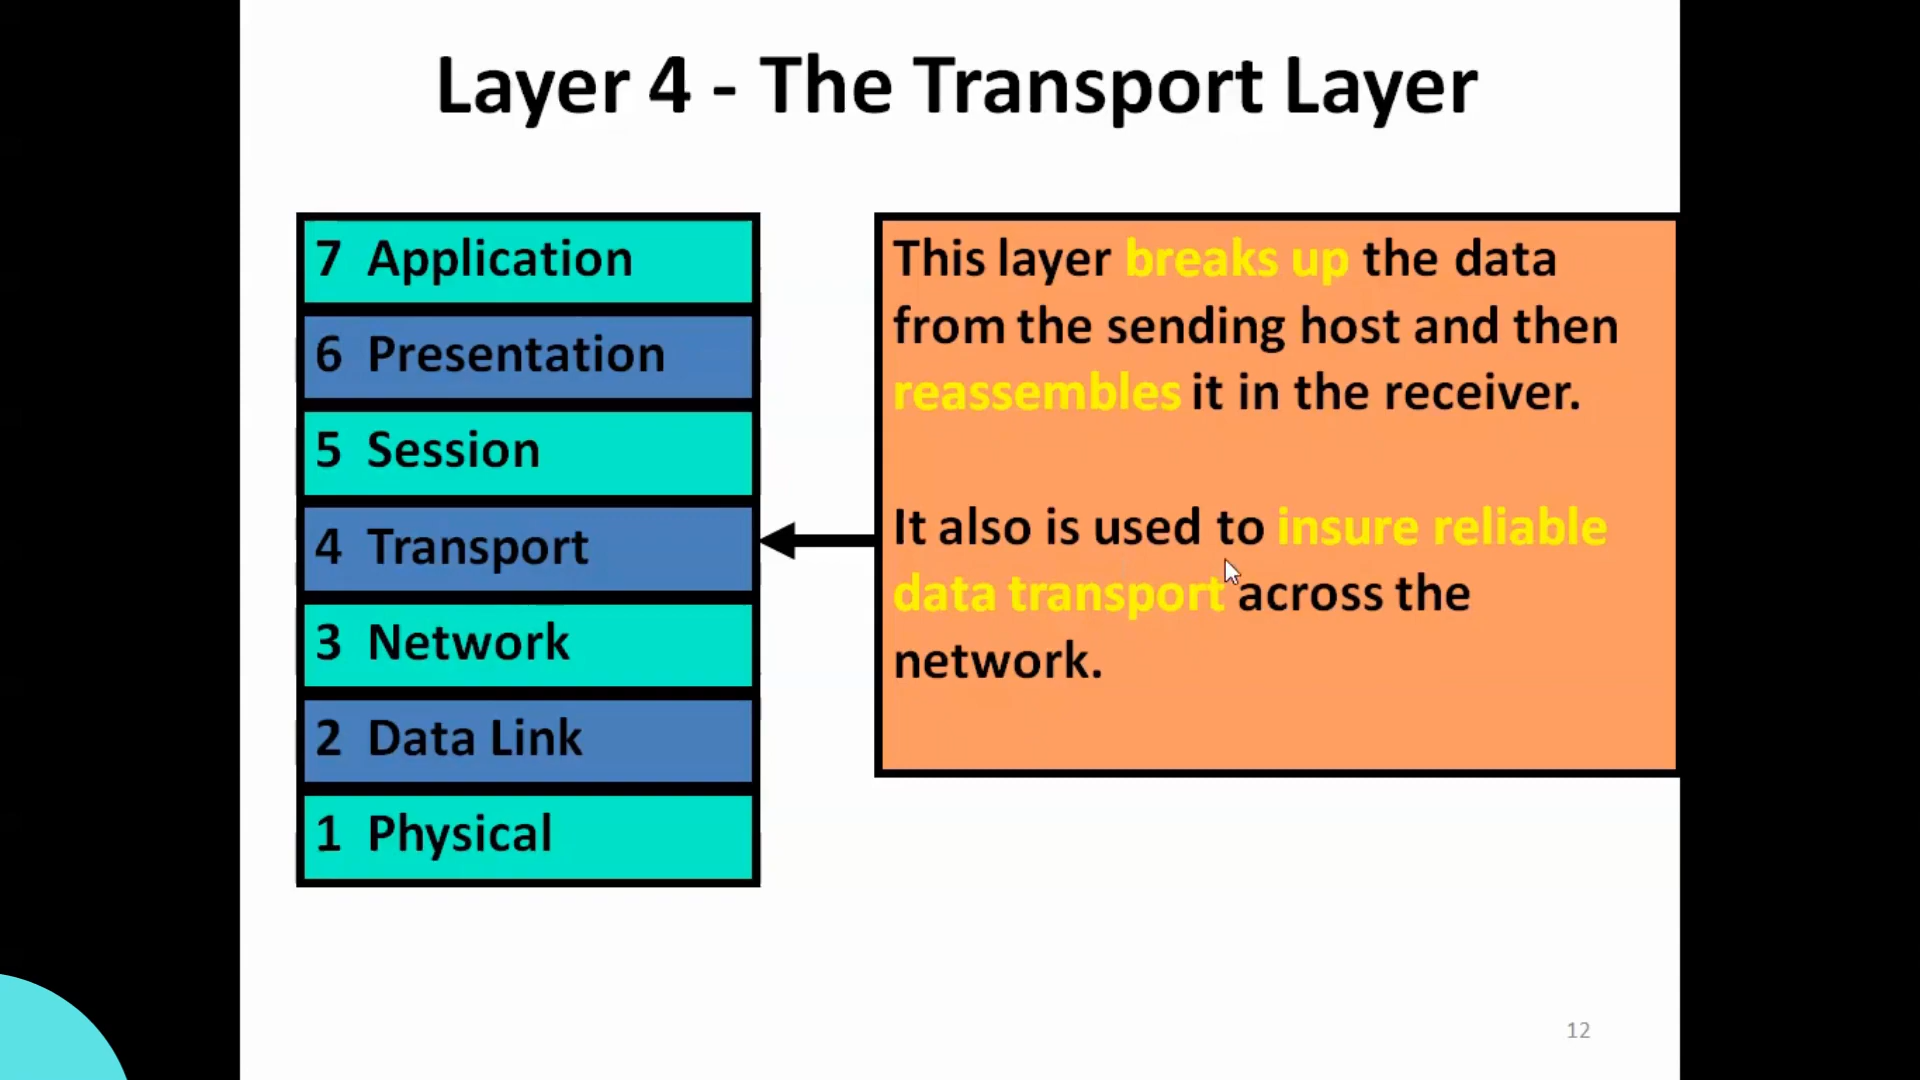 Layer 4 - The Transport Layer
7 Application
6 Presentation
5 Session
4 Transport
3 Network
2 Data Link
1 Physical
This layer breaks up the data
from the sending host and then
reassembles it in the receiver.
It also is used to insure reliable
data transport across the
network.
12